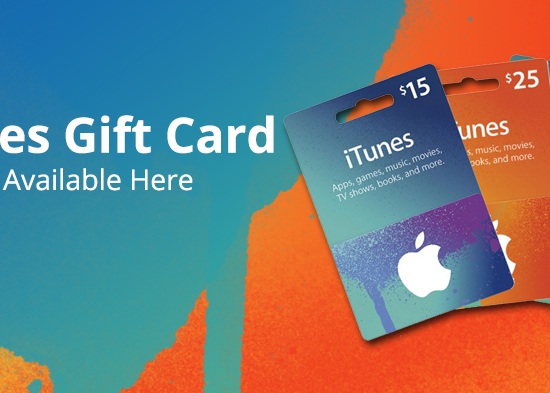 es Gift Card
Available Here
$15
iTunes
Apps, games, music, movies,
TV shows, books, and more.
$25
unes
s, music, movies,
ooks, and more.